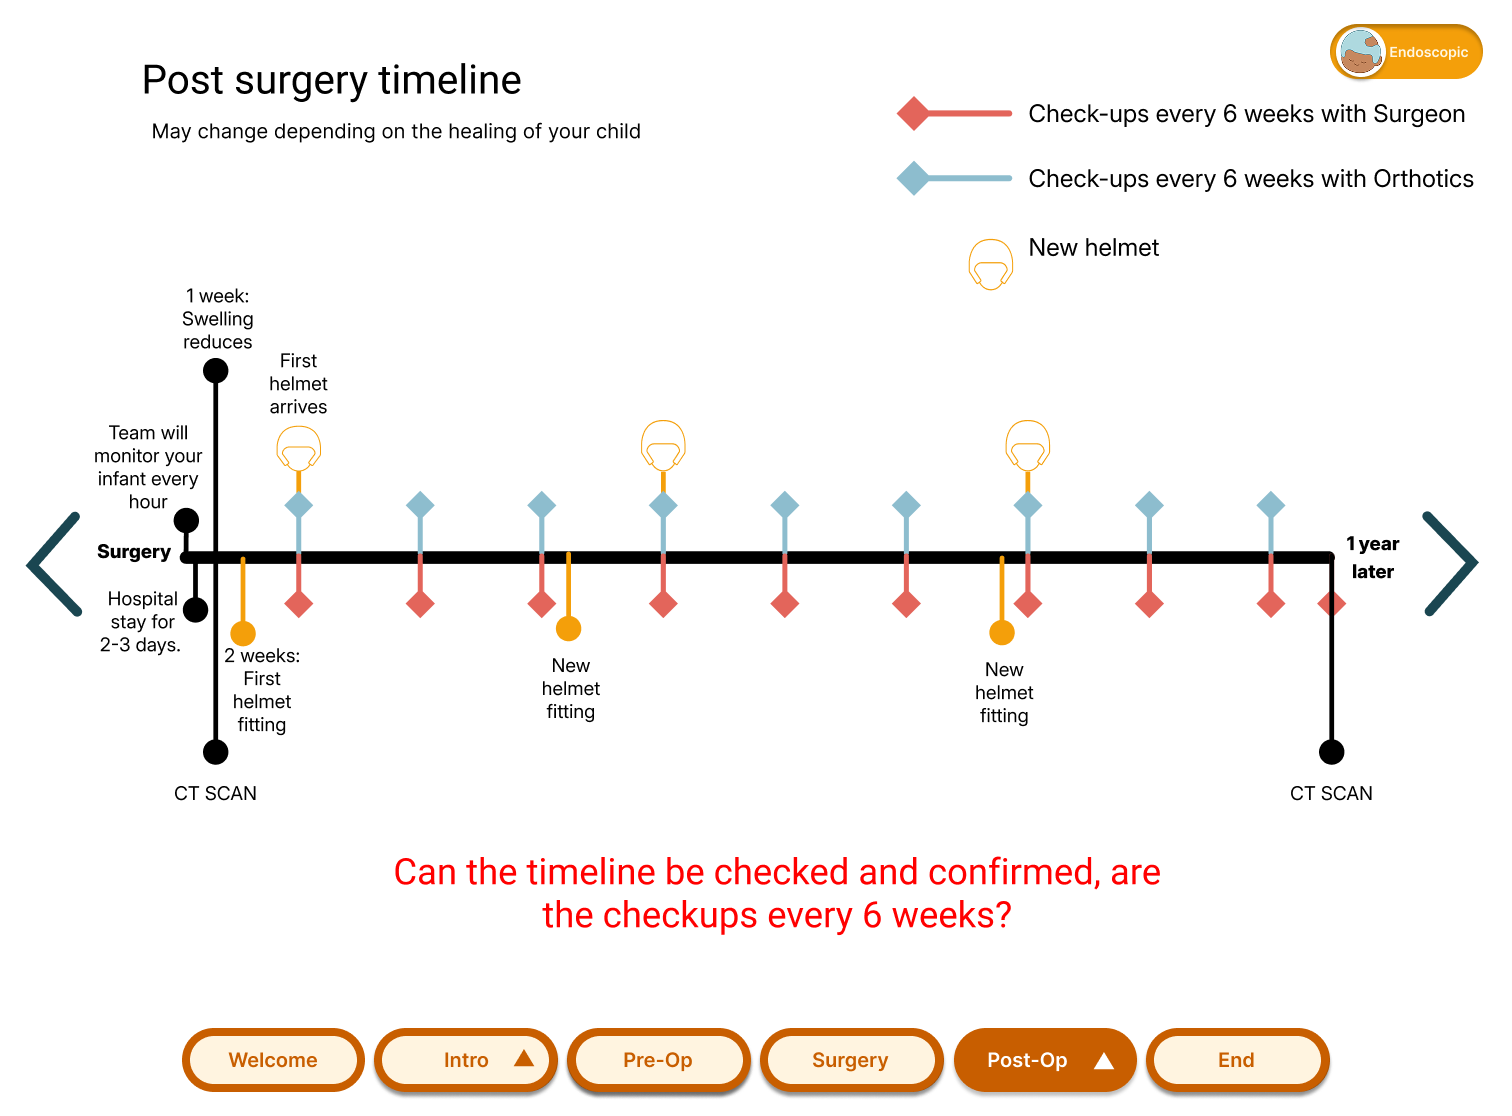 Endoscopic
Post surgery timeline
May change depending on the healing of your child
Check-ups every 6 weeks with Surgeon
Check-ups every 6 weeks with Orthotics
New helmet
1 week:
Swelling
reduces
First
helmet
arrives
Team will
monitor your
infant every
hour
Surgery
1 year
later
Hospital
stay for
2-3 days.
2 weeks:
First
helmet
fitting
New
helmet
fitting
New
helmet
fitting
CT SCAN
CT SCAN
Can the timeline be checked and confirmed, are
the checkups every 6 weeks?
Welcome
Intro
Pre-Op
Surgery
Post-Op
End